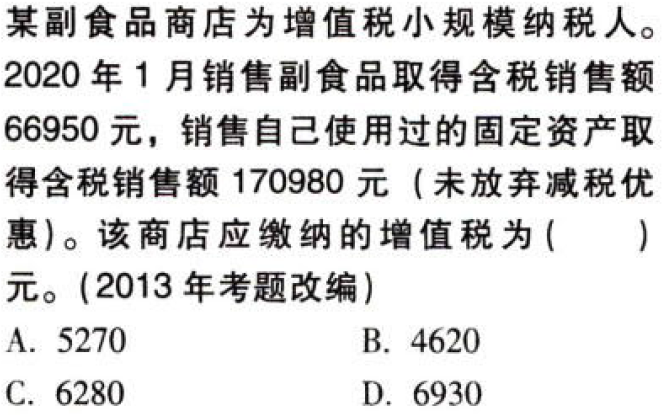 某副食品商店为增值税小规模纳税人。
2020 年 1 月销售副食品取得含税销售额
66950 元，销售自己使用过的固定资产取
得含税销售额 170980 元（未放弃减税优
惠）。该商店应缴纳的增值税为(　　)
元。(2013 年考题改编)
A. 5270　　B. 4620
C. 6280　　D. 6930